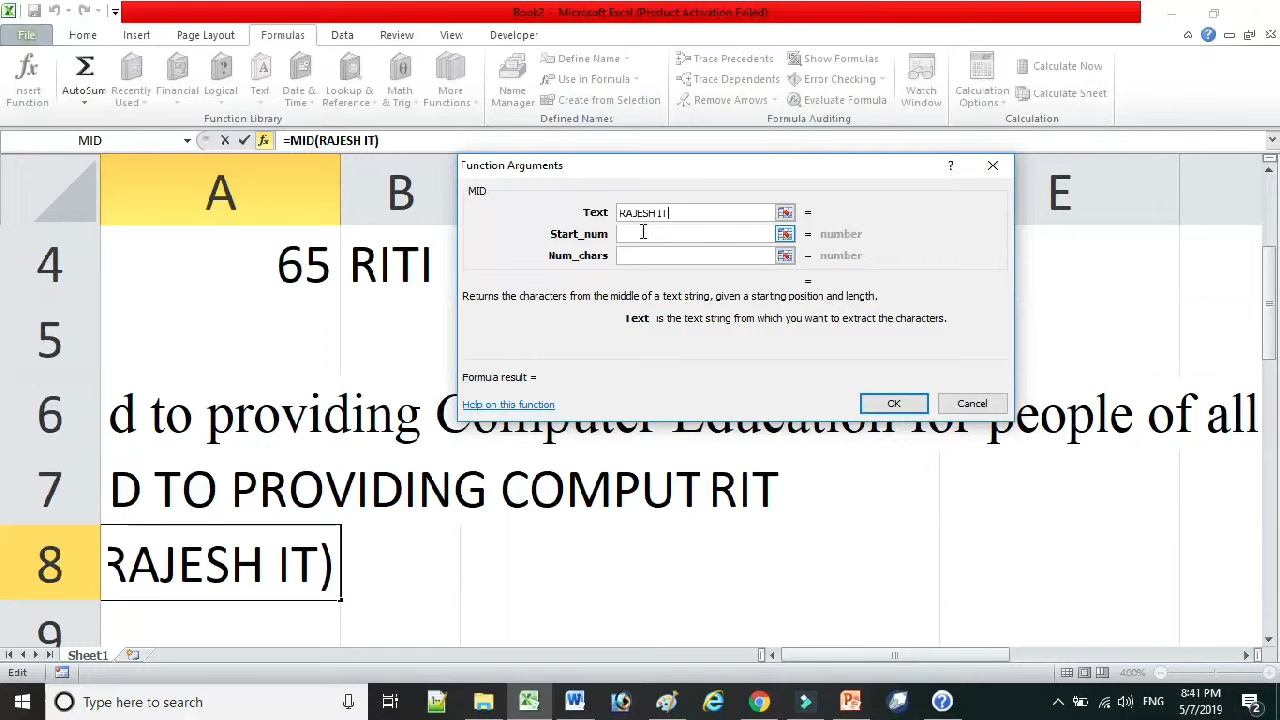 Book2 - Microsoft Excel (Product Activation Failed)
File Home Insert Page Layout Formulas Data Review View Developer
fx Σ
Insert Function
AutoSum
Recently Used
Financial
Logical
Text
Date & Time
Lookup & Reference
Math & Trig
More Functions
Function Library
Name Manager
Define Name
Use in Formula
Create from Selection
Defined Names
Trace Precedents
Trace Dependents
Remove Arrows
Show Formulas
Error Checking
Evaluate Formula
Formula Auditing
Watch Window
Calculation Options
Calculate Now
Calculate Sheet
Calculation
MID fx =MID(RAJESH IT)
A B E
Function Arguments ?
MID
Text RAJESH IT =
Start_num = number
Num_chars = number
=
Returns the characters from the middle of a text string, given a starting position and length.
Text is the text string from which you want to extract the characters.
Formula result =
Help on this function
OK Cancel
4 65 RITI
5
6 d to providing Computer Education for people of all
7 D TO PROVIDING COMPUT RIT
8 RAJESH IT)
9
Sheet1
Edit 400%
Type here to search
ENG
8:41 PM
5/7/2019
2